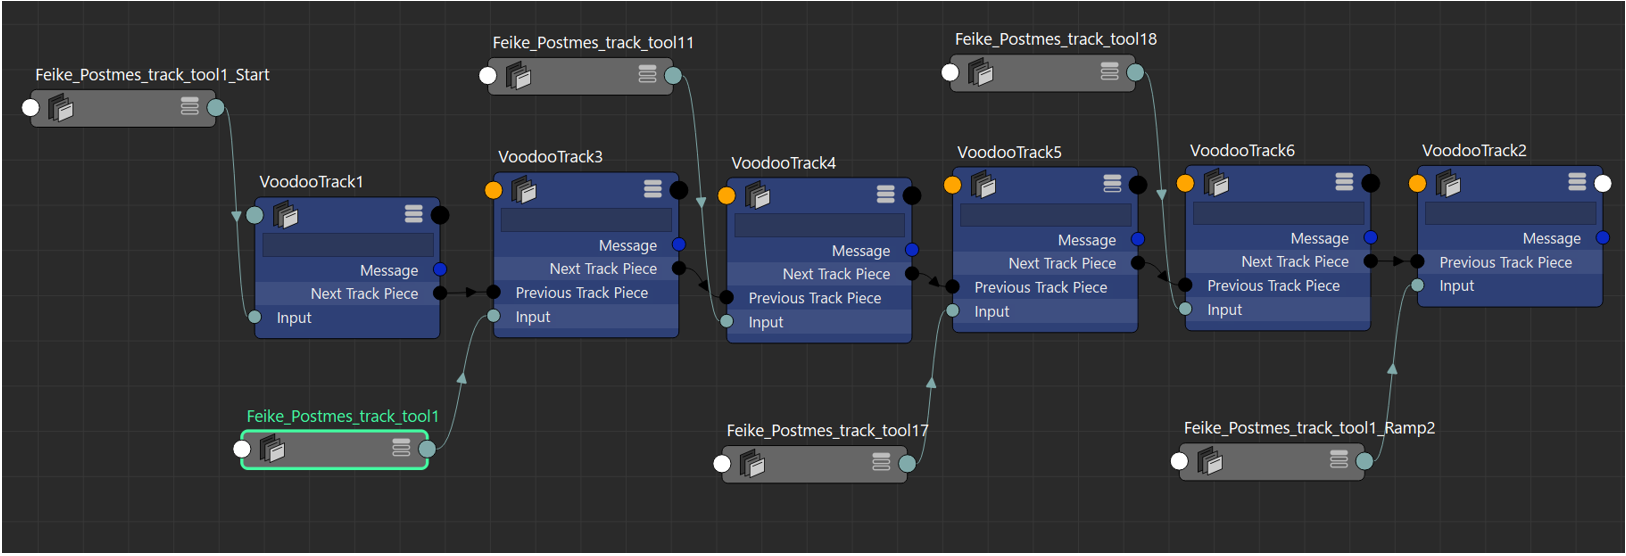 Feike_Postmes_track_tool1_Start
Feike_Postmes_track_tool11
Feike_Postmes_track_tool18
VoodooTrack1
Message
Next Track Piece
Input
VoodooTrack3
Message
Next Track Piece
Previous Track Piece
Input
VoodooTrack4
Message
Next Track Piece
Previous Track Piece
Input
VoodooTrack5
Message
Next Track Piece
Previous Track Piece
Input
VoodooTrack6
Message
Next Track Piece
Previous Track Piece
Input
VoodooTrack2
Message
Previous Track Piece
Input
Feike_Postmes_track_tool1
Feike_Postmes_track_tool17
Feike_Postmes_track_tool1_Ramp2